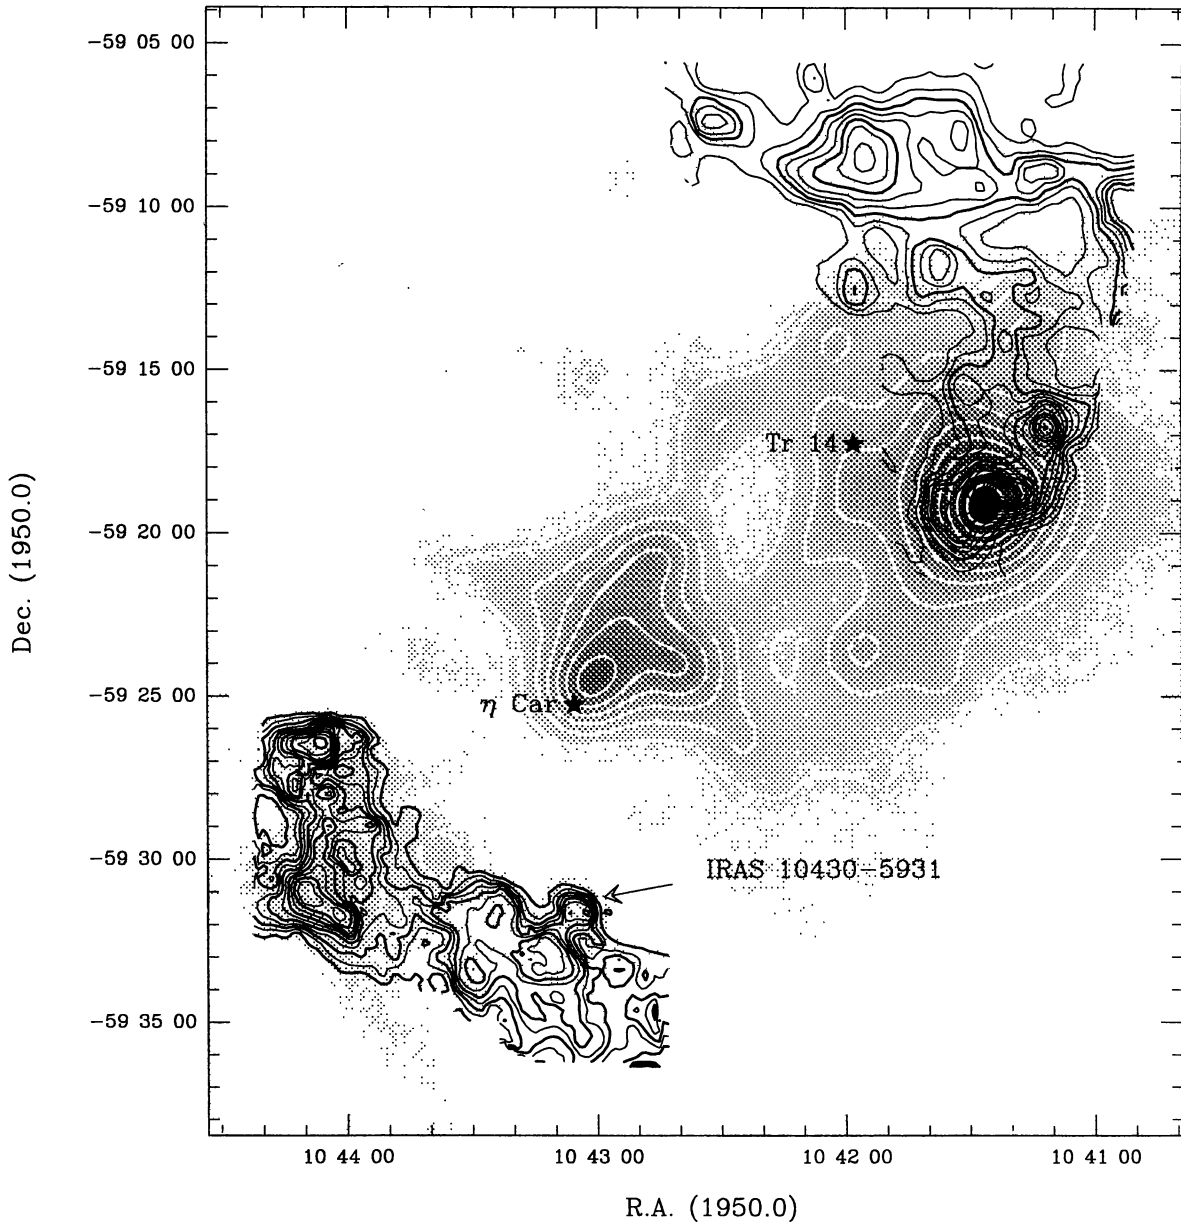 −59 05 00
−59 10 00
−59 15 00
Tr 14
−59 20 00
Dec. (1950.0)
−59 25 00
η Car
−59 30 00
IRAS 10430−5931
−59 35 00
10 44 00
10 43 00
10 42 00
10 41 00
R.A. (1950.0)